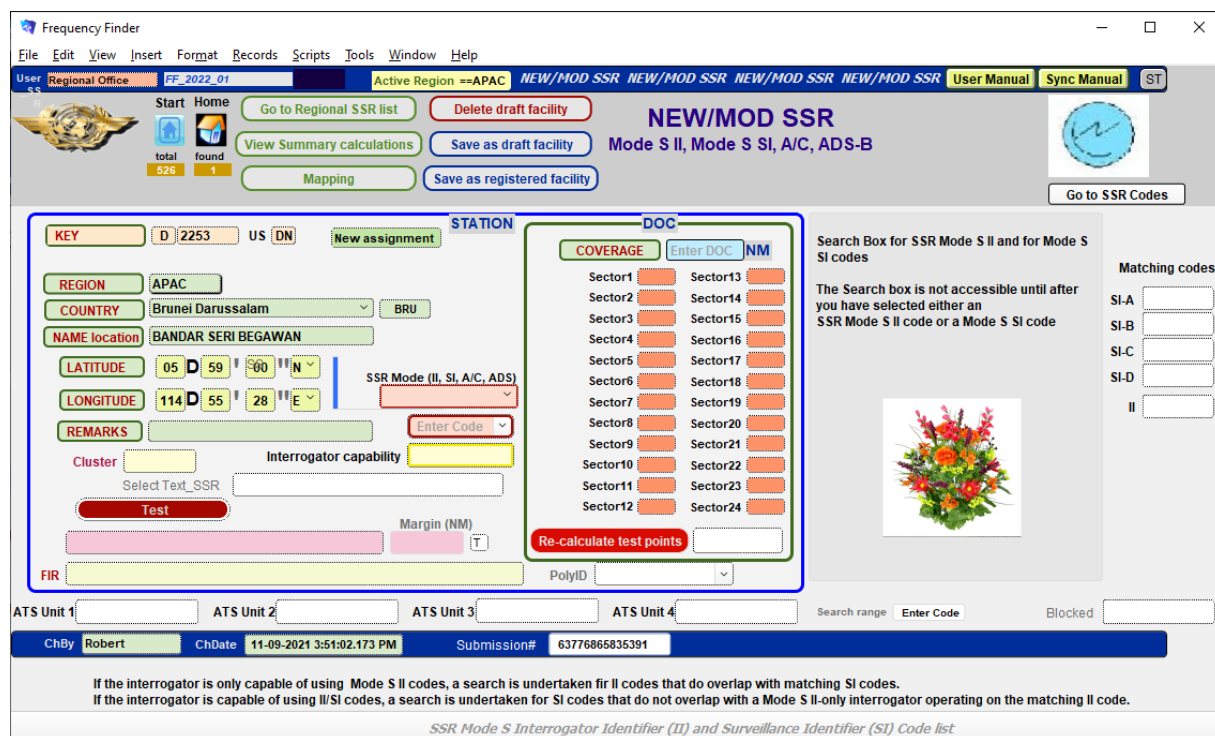 Frequency Finder
File Edit View Insert Format Records Scripts Tools Window Help
User Regional Office FF_2022_01 Active Region ==APAC NEW/MOD SSR NEW/MOD SSR NEW/MOD SSR NEW/MOD SSR User Manual Sync Manual ST
_SS
R
Start Home Go to Regional SSR list Delete draft facility NEW/MOD SSR
View Summary calculations Save as draft facility Mode S II, Mode S SI, A/C, ADS-B
total found
526 1
Mapping Save as registered facility
Go to SSR Codes
STATION DOC
KEY D 2253 US DN New assignment
COVERAGE Enter DOC NM
Search Box for SSR Mode S II and for Mode S
SI codes
The Search box is not accessible until after
you have selected either an
SSR Mode S II code or a Mode S SI code
Matching codes
SI-A
SI-B
SI-C
SI-D
II
REGION APAC
COUNTRY Brunei Darussalam BRU
NAME location BANDAR SERI BEGAWAN
LATITUDE 05 D 59 ' 00 " N
LONGITUDE 114 D 55 ' 28 " E
SSR Mode (II, SI, A/C, ADS)
REMARKS Enter Code
Cluster Interrogator capability
Select Text_SSR
Test
Margin (NM)
T
FIR
Sector1 Sector13
Sector2 Sector14
Sector3 Sector15
Sector4 Sector16
Sector5 Sector17
Sector6 Sector18
Sector7 Sector19
Sector8 Sector20
Sector9 Sector21
Sector10 Sector22
Sector11 Sector23
Sector12 Sector24
Re-calculate test points
PolyID
ATS Unit 1 ATS Unit 2 ATS Unit 3 ATS Unit 4 Search range Enter Code Blocked
ChBy Robert ChDate 11-09-2021 3:51:02.173 PM Submission# 63776865835391
If the interrogator is only capable of using Mode S II codes, a search is undertaken fir II codes that do overlap with maching SI codes.
If the interrogator is capable of using II/SI codes, a search is undertaken for SI codes that do not overlap with a Mode S II-only interrogator operating on the matching II code.
SSR Mode S Interrogator Identifier (II) and Surveillance Identifier (SI) Code list